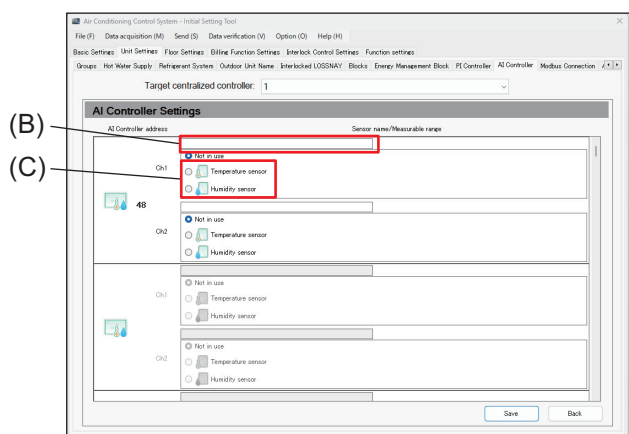 Air Conditioning Control System - Initial Setting Tool
File (F) Data acquisition (M) Send (S) Data verification (V) Option (O) Help (H)
Basic Settings Unit Settings Floor Settings Billing Function Settings Interlock Control Settings Function settings
Groups Hot Water Supply Refrigerant System Outdoor Unit Name Interlocked LOSSNAY Blocks Energy Management Block PI Controller AI Controller Modbus Connection
Target centralized controller: 1
AI Controller Settings
AI Controller address Sensor name/Measurable range
(B)
Not in use
(C)
Ch1 Temperature sensor
Humidity sensor
48
Not in use
Ch2 Temperature sensor
Humidity sensor
Not in use
Ch1 Temperature sensor
Humidity sensor
Not in use
Ch2 Temperature sensor
Humidity sensor
Save Back